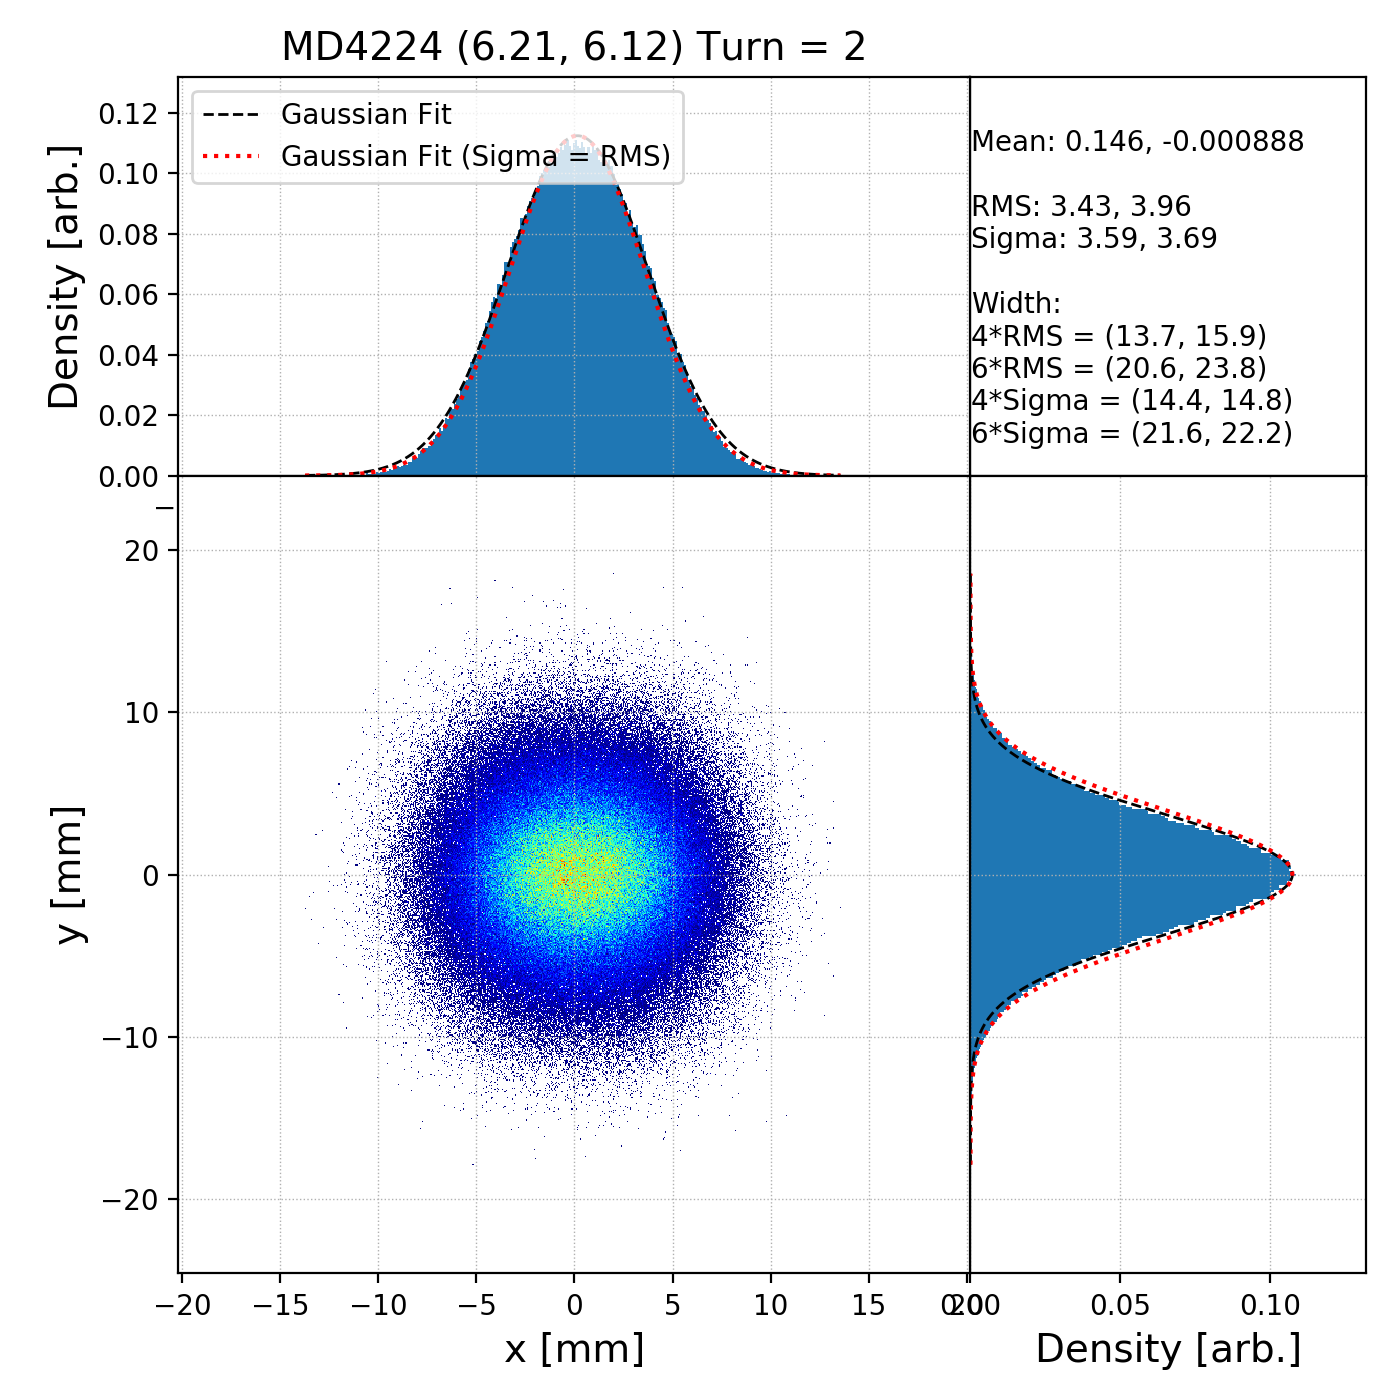 MD4224 (6.21, 6.12) Turn = 2
Gaussian Fit
Gaussian Fit (Sigma = RMS)
Density [arb.]
0.12
0.10
0.08
0.06
0.04
0.02
0.00
Mean: 0.146, -0.000888
RMS: 3.43, 3.96
Sigma: 3.59, 3.69
Width:
4*RMS = (13.7, 15.9)
6*RMS = (20.6, 23.8)
4*Sigma = (14.4, 14.8)
6*Sigma = (21.6, 22.2)
y [mm]
20
10
0
−10
−20
−20 −15 −10 −5 0 5 10 15 20
x [mm]
0.00 0.05 0.10
Density [arb.]